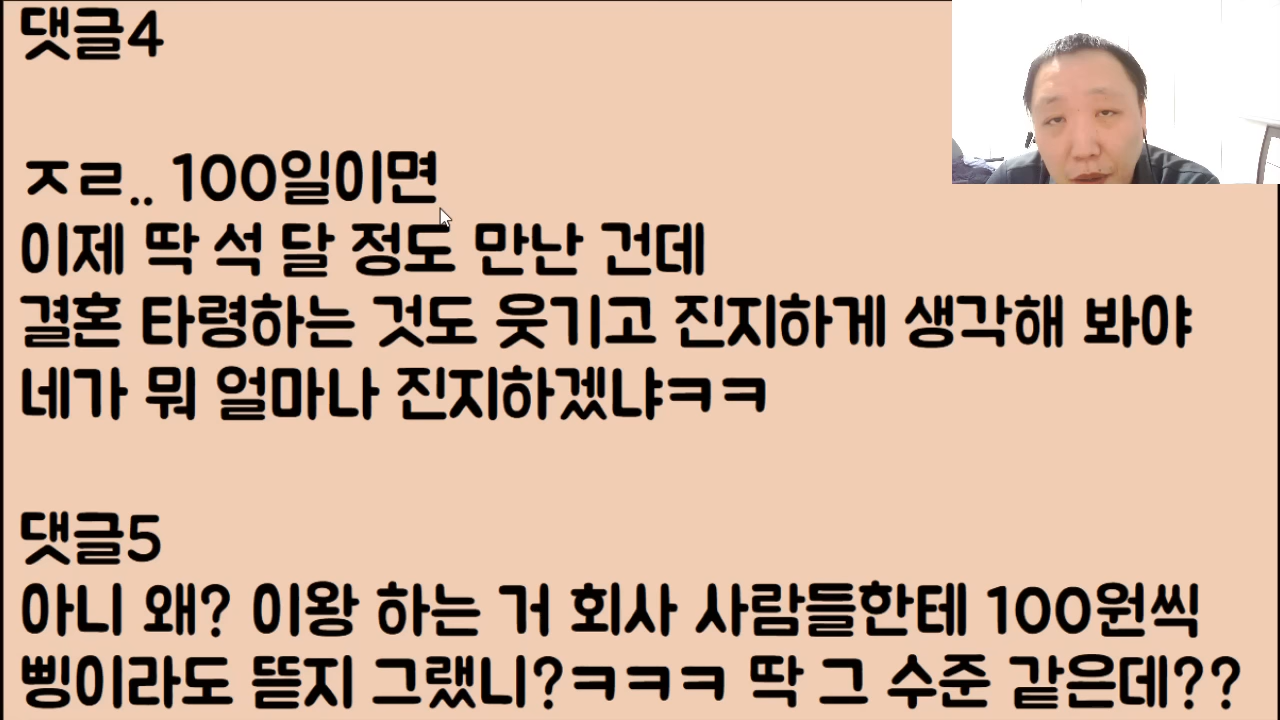 댓글4
ㅈㄹ.. 100일이면
이제 딱 석 달 정도 만난 건데
결혼 타령하는 것도 웃기고 진지하게 생각해 봐야
네가 뭐 얼마나 진지하겠냐ㅋㅋ
댓글5
아니 왜? 이왕 하는 거 회사 사람들한테 100원씩
삥이라도 뜯지 그랬니?ㅋㅋㅋ 딱 그 수준 같은데??